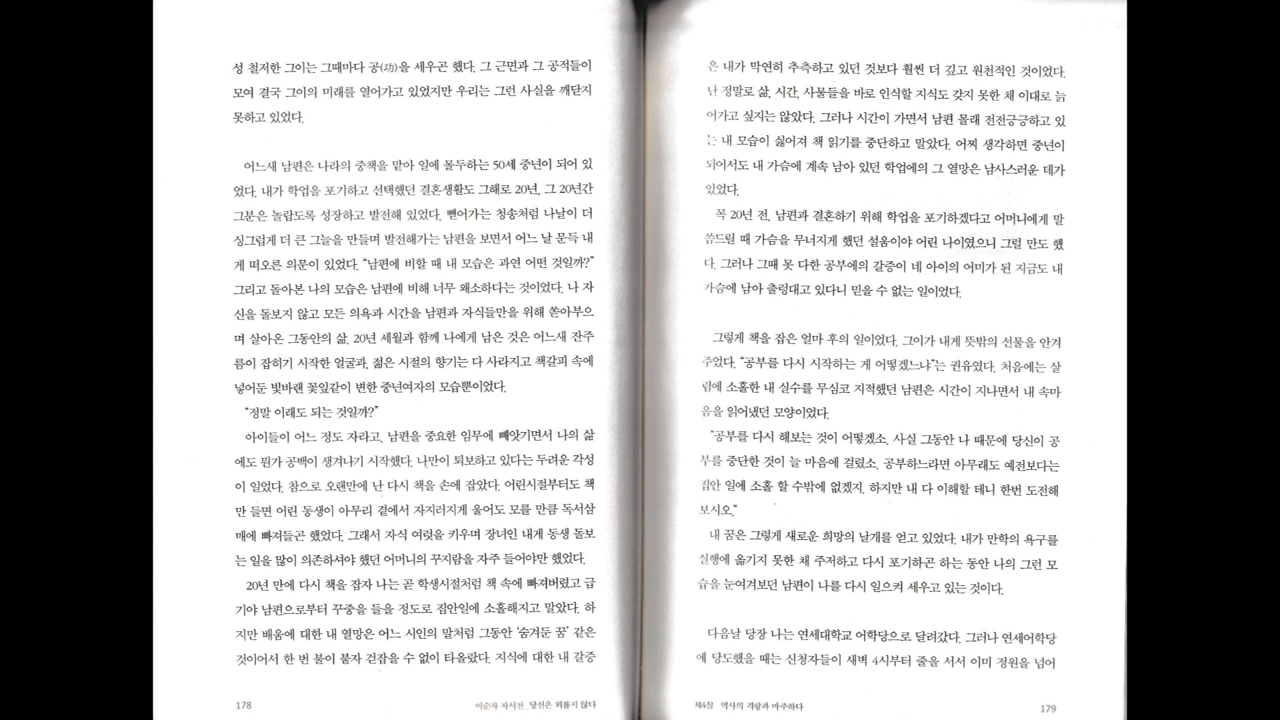 성 철저한 그이는 그때마다 공(功)을 세우곤 했다. 그 근면과 그 공적들이
모여 결국 그이의 미래를 열어가고 있었지만 우리는 그런 사실을 깨닫지
못하고 있었다.
어느새 남편은 나라의 중책을 맡아 일에 몰두하는 50세 중년이 되어 있
었다. 내가 학업을 포기하고 선택했던 결혼생활도 그해로 20년. 그 20년간
그분은 놀랍도록 성장하고 발전해 있었다. 뻗어가는 청송처럼 나날이 더
싱그럽게 더 큰 그늘을 만들며 발전해가는 남편을 보면서 어느 날 문득 내
게 떠오른 의문이 있었다. “남편에 비할 때 내 모습은 과연 어떤 것일까?”
그리고 돌아본 나의 모습은 남편에 비해 너무 왜소하다는 것이었다. 나 자
신을 돌보지 않고 모든 의욕과 시간을 남편과 자식들만을 위해 쏟아부으
며 살아온 그동안의 삶. 20년 세월과 함께 나에게 남은 것은 어느새 잔주
름이 잡히기 시작한 얼굴과, 젊은 시절의 향기는 다 사라지고 책갈피 속에
넣어둔 빛바랜 꽃잎같이 변한 중년여자의 모습뿐이었다.
“정말 이래도 되는 것일까?”
아이들이 어느 정도 자라고, 남편을 중요한 임무에 빼앗기면서 나의 삶
에도 뭔가 공백이 생겨나기 시작했다. 나만이 퇴보하고 있다는 두려운 각성
이 일었다. 참으로 오랜만에 난 다시 책을 손에 잡았다. 어린시절부터도 책
만 들면 어린 동생이 아무리 곁에서 자지러지게 울어도 모를 만큼 독서삼
매에 빠져들곤 했었다. 그래서 자식 여럿을 키우며 장녀인 내게 동생 돌보
는 일을 많이 의존하셔야 했던 어머니의 꾸지람을 자주 들어야만 했었다.
20년 만에 다시 책을 잡자 나는 곧 학생시절처럼 책 속에 빠져버렸고 급
기야 남편으로부터 꾸중을 들을 정도로 집안일에 소홀해지고 말았다. 하
지만 배움에 대한 내 열망은 어느 시인의 말처럼 그동안 ‘숨겨둔 꿈’ 같은
것이어서 한 번 불이 붙자 걷잡을 수 없이 타올랐다. 지식에 대한 내 갈증
178
이순자 자서전_당신은 외롭지 않다
은 내가 막연히 추측하고 있던 것보다 훨씬 더 깊고 원천적인 것이었다.
난 정말로 삶, 시간, 사물들을 바로 인식할 지식도 갖지 못한 채 이대로 늙
어가고 싶지는 않았다. 그러나 시간이 가면서 남편 몰래 전전긍긍하고 있
는 내 모습이 싫어져 책 읽기를 중단하고 말았다. 어찌 생각하면 중년이
되어서도 내 가슴에 계속 남아 있던 학업에의 그 열망은 남사스러운 데가
있었다.
꼭 20년 전, 남편과 결혼하기 위해 학업을 포기하겠다고 어머니에게 말
씀드릴 때 가슴을 무너지게 했던 설움이야 어린 나이였으니 그럴 만도 했
다. 그러나 그때 못 다한 공부에의 갈증이 네 아이의 어미가 된 지금도 내
가슴에 남아 출렁대고 있다니 믿을 수 없는 일이었다.
그렇게 책을 잡은 얼마 후의 일이었다. 그이가 내게 뜻밖의 선물을 안겨
주었다. “공부를 다시 시작하는 게 어떻겠느냐”는 권유였다. 처음에는 살
림에 소홀한 내 실수를 무심코 지적했던 남편은 시간이 지나면서 내 속마
음을 읽어냈던 모양이었다.
“공부를 다시 해보는 것이 어떻겠소. 사실 그동안 나 때문에 당신이 공
부를 중단한 것이 늘 마음에 걸렸소. 공부하느라면 아무래도 예전보다는
집안 일에 소홀 할 수밖에 없겠지. 하지만 내 다 이해할 테니 한번 도전해
보시오.“
내 꿈은 그렇게 새로운 희망의 날개를 얻고 있었다. 내가 만학의 욕구를
실행에 옮기지 못한 채 주저하고 다시 포기하곤 하는 동안 나의 그런 모
습을 눈여겨보던 남편이 나를 다시 일으켜 세우고 있는 것이다.
다음날 당장 나는 연세대학교 어학당으로 달려갔다. 그러나 연세어학당
에 당도했을 때는 신청자들이 새벽 4시부터 줄을 서서 이미 정원을 넘어
제4장 역사의 격랑과 마주하다
179